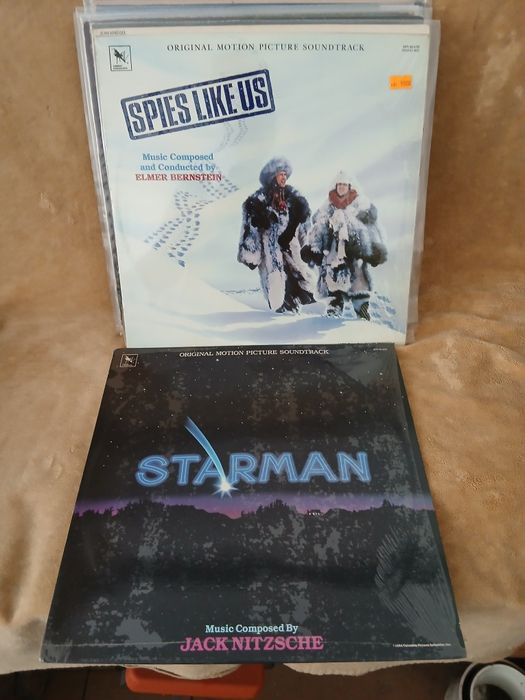 ORIGINAL MOTION PICTURE SOUNDTRACK
SPIES LIKE US
Music Composed
and Conducted by
ELMER BERNSTEIN
ORIGINAL MOTION PICTURE SOUNDTRACK
STARMAN
Music Composed By
JACK NITZSCHE